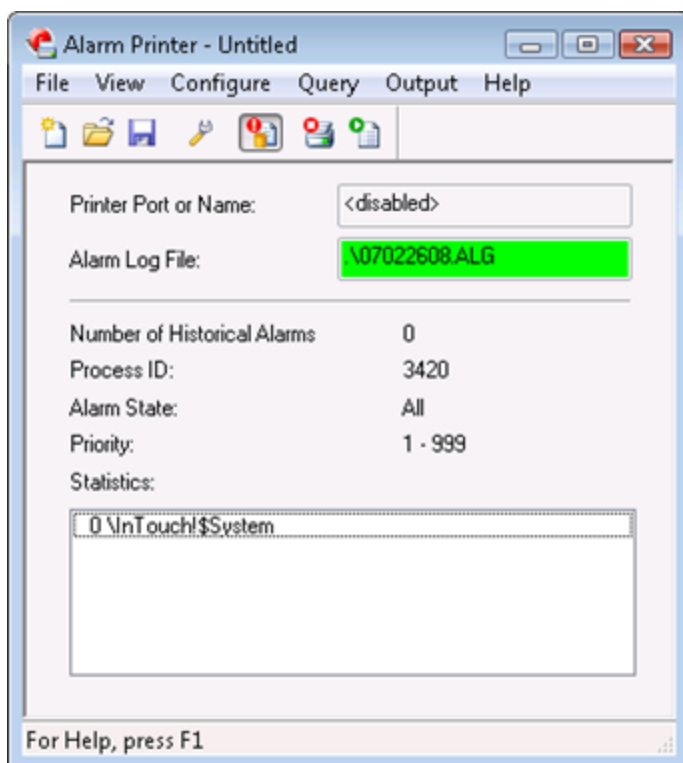 Alarm Printer - Untitled
File View Configure Query Output Help
Printer Port or Name: <disabled>
Alarm Log File: .\07022608.ALG
Number of Historical Alarms 0
Process ID: 3420
Alarm State: All
Priority: 1 - 999
Statistics:
0 \InTouch!$System
For Help, press F1